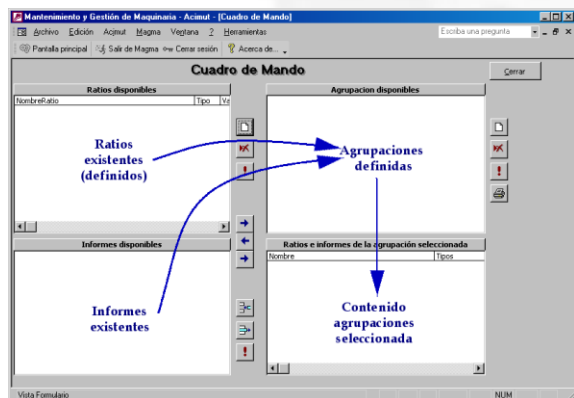 Mantenimiento y Gestión de Maquinaria - Acimut - [Cuadro de Mando]
Archivo Edición Acimut Magma Ventana ? Herramientas
Escriba una pregunta
Pantalla principal Salir de Magma Cerrar sesión Acerca de...
Cuadro de Mando
Cerrar
Ratios disponibles
NombreRatio Tipo
Ratios
existentes
(definidos)
Agrupacion disponibles
Agrupaciones
definidas
Informes disponibles
Informes
existentes
Ratios e informes de la agrupación seleccionada
Nombre Tipos
Contenido
agrupaciones
seleccionada
Vista Formulario NUM